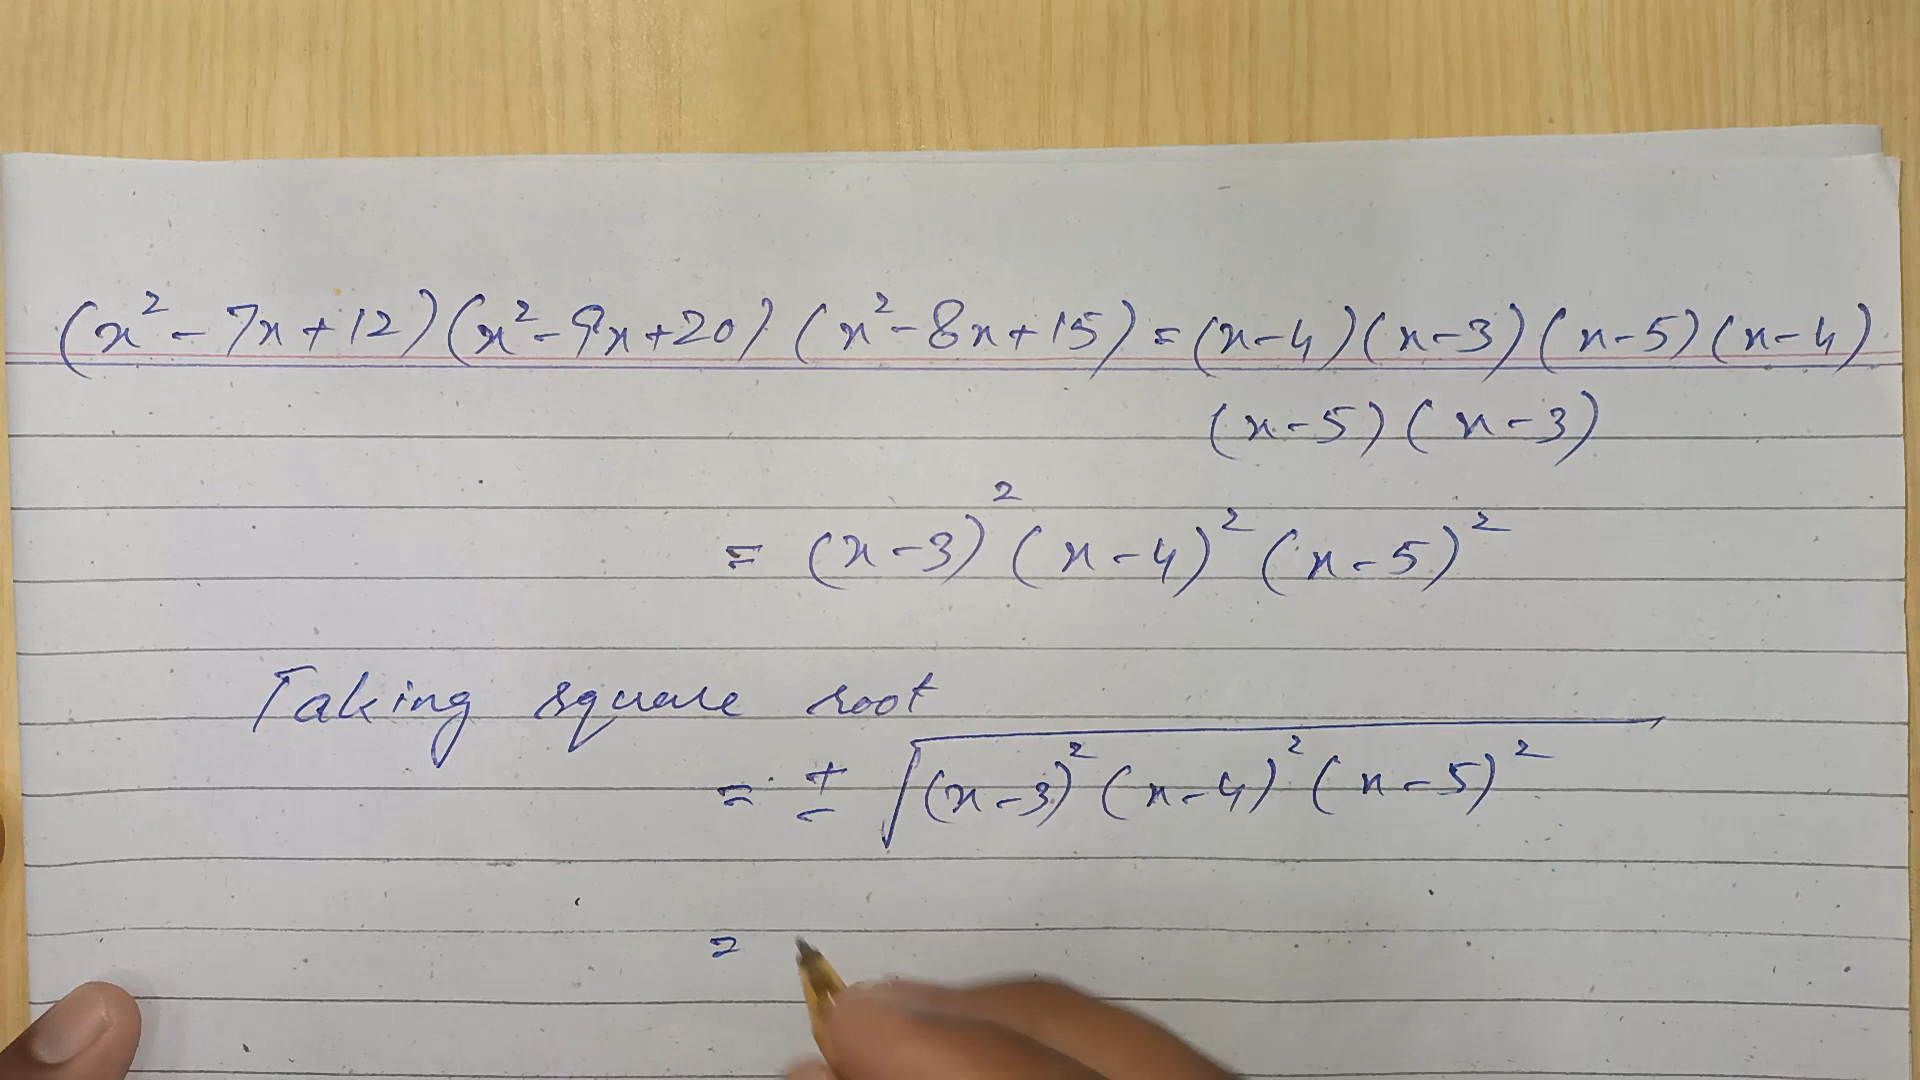 (x² - 7x + 12) (x² - 9x + 20) (x² - 8x + 15) = (x - 4) (x - 3) (x - 5) (x - 4)
(x - 5) (x - 3)
= (x - 3)² (x - 4)² (x - 5)²
Taking square root
= ± √(x - 3)² (x - 4)² (x - 5)²
=